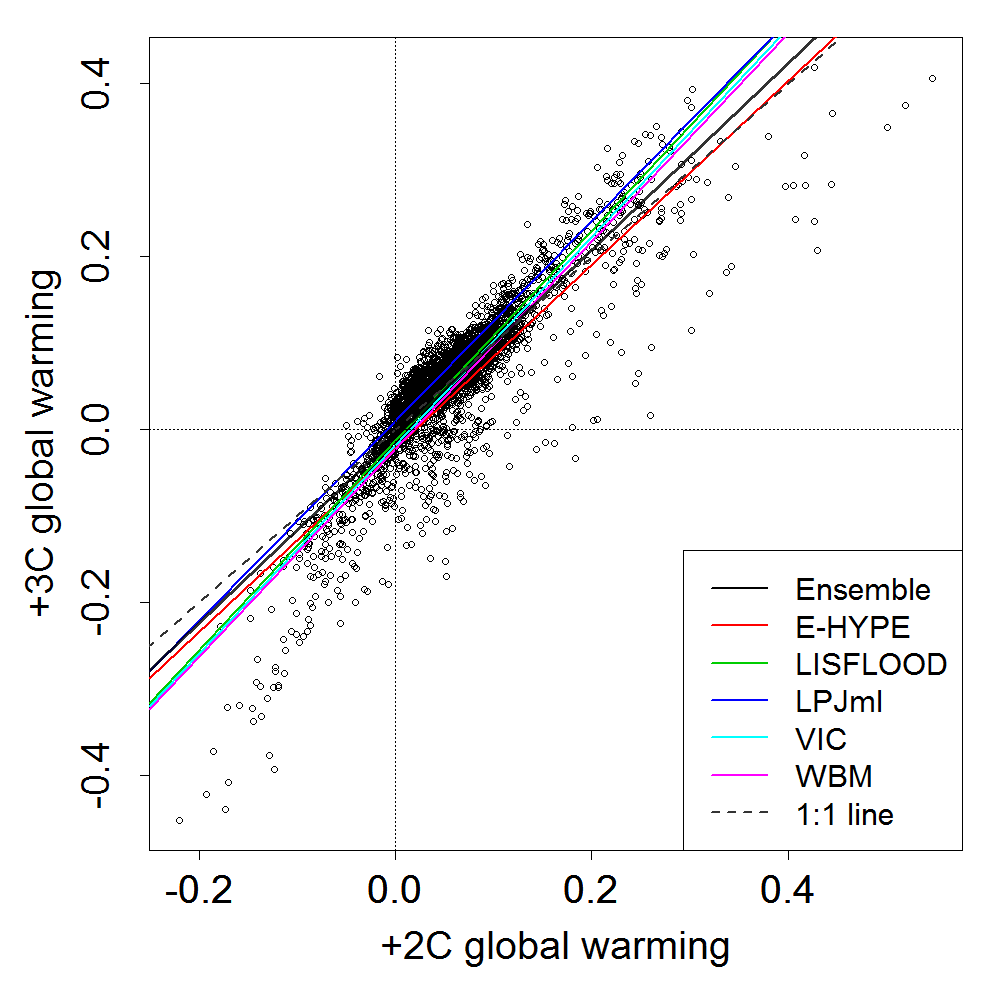 +3C global warming
0.4
0.2
0.0
-0.2
-0.4
Ensemble
E-HYPE
LISFLOOD
LPJml
VIC
WBM
1:1 line
-0.2 0.0 0.2 0.4
+2C global warming